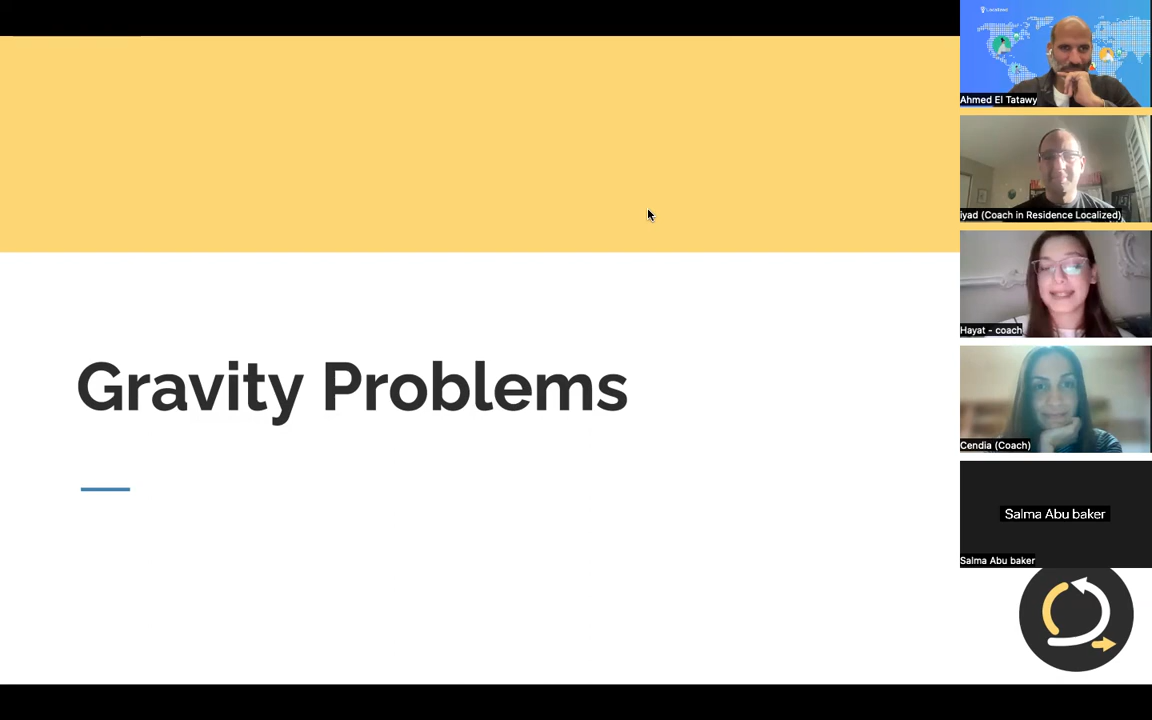 Gravity Problems
Localized
Ahmed El Tatawy
iyad (Coach in Residence Localized)
Hayat - coach
Cendia (Coach)
Salma Abu baker
Salma Abu baker